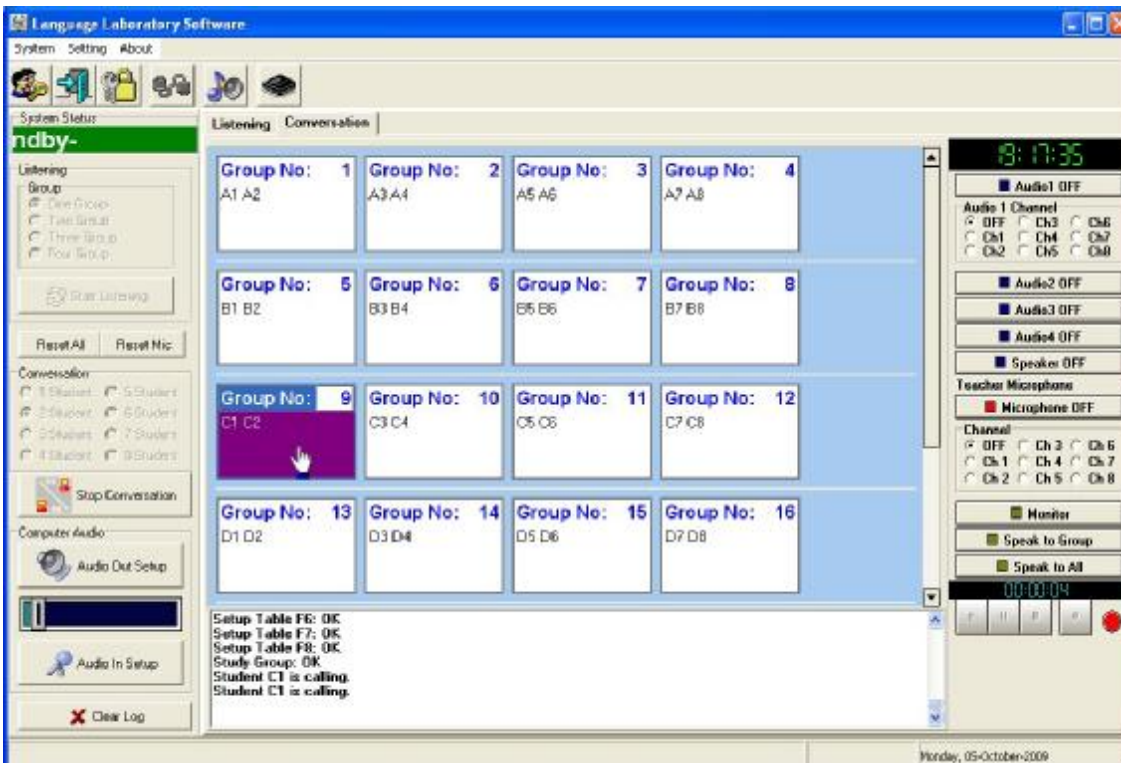 Language Laboratory Software
System Setting About
System Status
ndby-
Listening
Group
One Group
Two Group
Three Group
Four Group
Start Listening
Reset All Reset Mic
Conversation
1 Student 5 Student
2 Student 6 Student
3 Student 7 Student
4 Student 8 Student
Stop Conversation
Computer Audio
Audio Out Setup
Audio In Setup
Clear Log
Listening Conversation
Group No: 1 Group No: 2 Group No: 3 Group No: 4
A1 A2 A3 A4 A5 A6 A7 A8
Group No: 5 Group No: 6 Group No: 7 Group No: 8
B1 B2 B3 B4 B5 B6 B7 B8
Group No: 9 Group No: 10 Group No: 11 Group No: 12
C1 C2 C3 C4 C5 C6 C7 C8
Group No: 13 Group No: 14 Group No: 15 Group No: 16
D1 D2 D3 D4 D5 D6 D7 D8
Setup Table F6: OK
Setup Table F7: OK
Setup Table F8: OK
Study Group: OK
Student C1 is calling.
Student C1 is calling.
19:17:35
Audio1 OFF
Audio 1 Channel
OFF Ch3 Ch6
Ch1 Ch4 Ch7
Ch2 Ch5 Ch8
Audio2 OFF
Audio3 OFF
Audio4 OFF
Speaker OFF
Teacher Microphone
Microphone OFF
Channel
OFF Ch 3 Ch 6
Ch 1 Ch 4 Ch 7
Ch 2 Ch 5 Ch 8
Monitor
Speak to Group
Speak to All
00:00:04
Monday, 05-October-2009